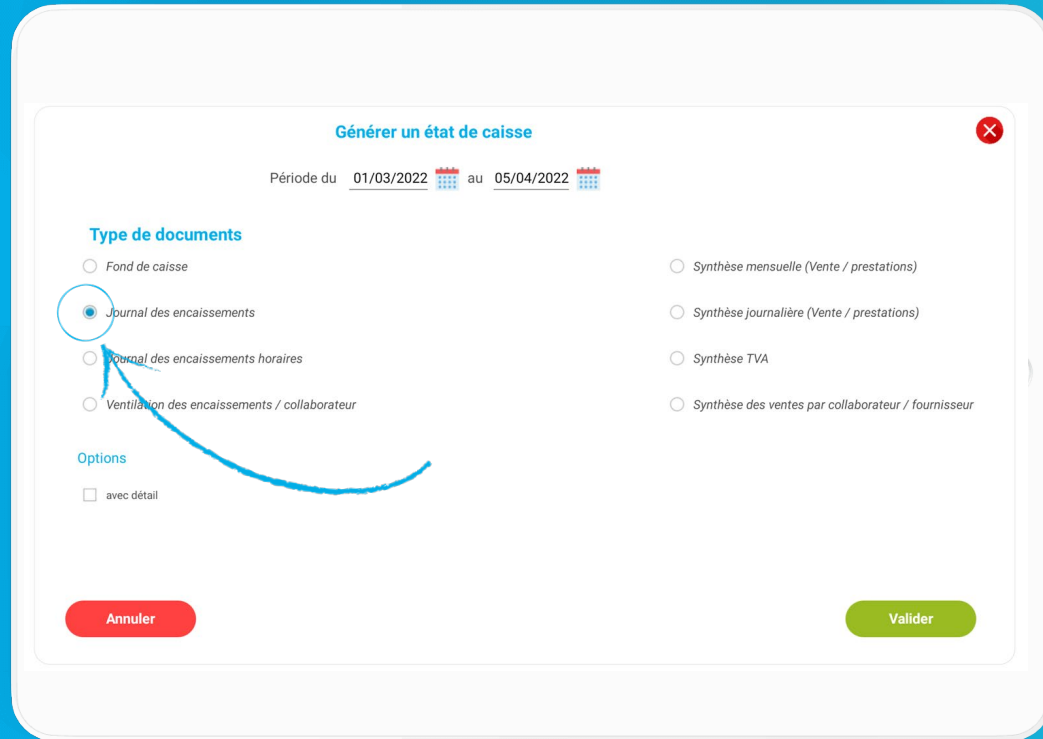 Générer un état de caisse
Période du 01/03/2022 au 05/04/2022
Type de documents
Fond de caisse
Journal des encaissements
Journal des encaissements horaires
Ventilation des encaissements / collaborateur
Synthèse mensuelle (Vente / prestations)
Synthèse journalière (Vente / prestations)
Synthèse TVA
Synthèse des ventes par collaborateur / fournisseur
Options
avec détail
Annuler
Valider